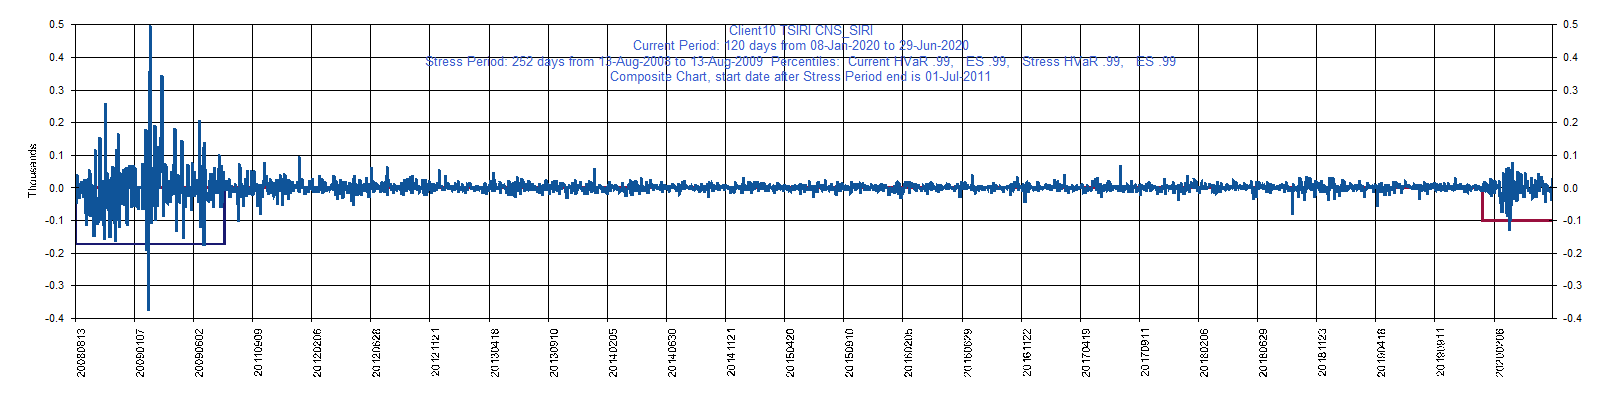 Client10 TSIRI CNS_SIRI
Current Period: 120 days from 08-Jan-2020 to 29-Jun-2020
Stress Period: 252 days from 13-Aug-2008 to 13-Aug-2009 Percentiles: Current HVaR .99, ES .99, Stress HVaR .99, ES .99
Composite Chart, start date after Stress Period end is 01-Jul-2011
Thousands
0.5 0.5
0.4 0.4
0.3 0.3
0.2 0.2
0.1 0.1
0.0 0.0
-0.1 -0.1
-0.2 -0.2
-0.3 -0.3
-0.4 -0.4
20080813 20090107 20090602 20110909 20120206 20120628 20121121 20130418 20130910 20140205 20140630 20141121 20150420 20150910 20160205 20160629 20161122 20170419 20170911 20180206 20180629 20181123 20190418 20190911 20200206